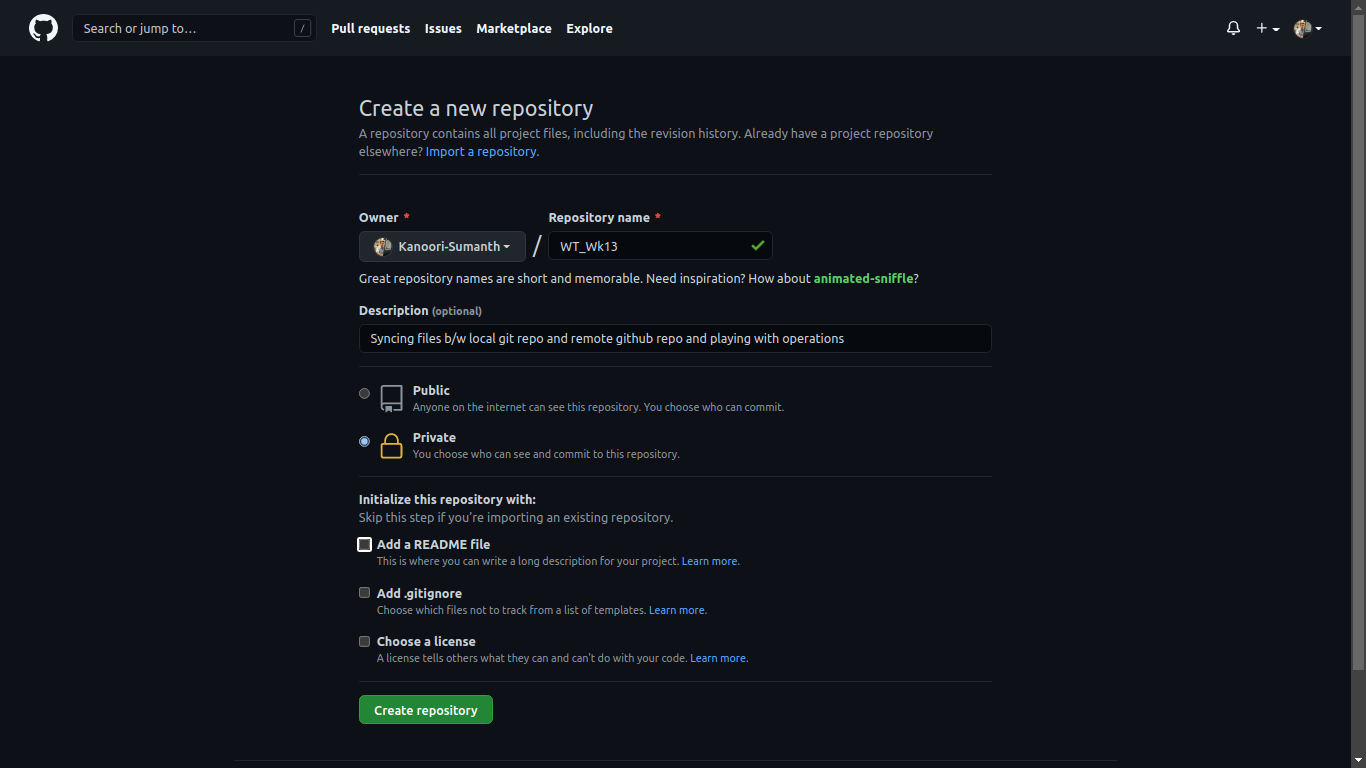 Search or jump to… / Pull requests Issues Marketplace Explore
Create a new repository
A repository contains all project files, including the revision history. Already have a project repository
elsewhere? Import a repository.
Owner * Repository name *
Kanoori-Sumanth / WT_Wk13
Great repository names are short and memorable. Need inspiration? How about animated-sniffle?
Description (optional)
Syncing files b/w local git repo and remote github repo and playing with operations
Public
Anyone on the internet can see this repository. You choose who can commit.
Private
You choose who can see and commit to this repository.
Initialize this repository with:
Skip this step if you're importing an existing repository.
Add a README file
This is where you can write a long description for your project. Learn more.
Add .gitignore
Choose which files not to track from a list of templates. Learn more.
Choose a license
A license tells others what they can and can't do with your code. Learn more.
Create repository